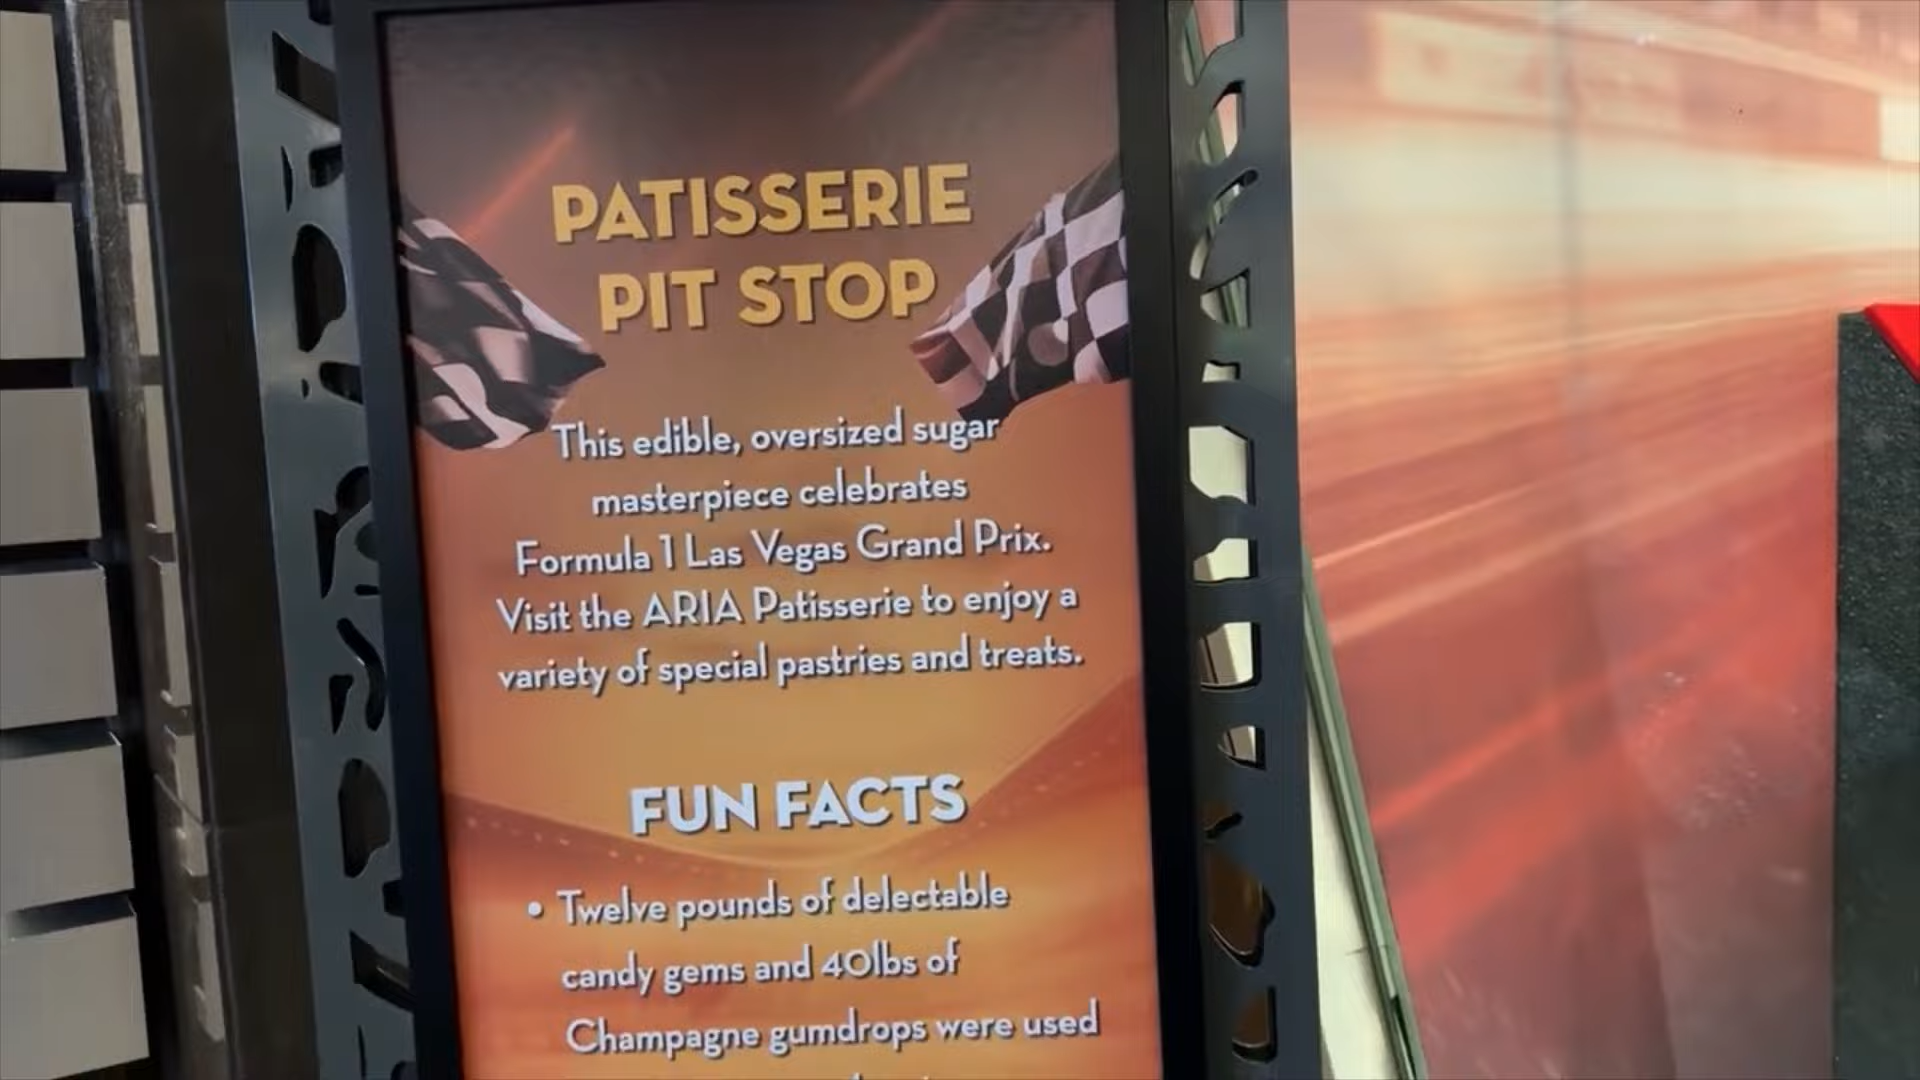 PATISSERIE
PIT STOP
This edible, oversized sugar
masterpiece celebrates
Formula 1 Las Vegas Grand Prix.
Visit the ARIA Patisserie to enjoy a
variety of special pastries and treats.
FUN FACTS
• Twelve pounds of delectable
candy gems and 40lbs of
Champagne gumdrops were used